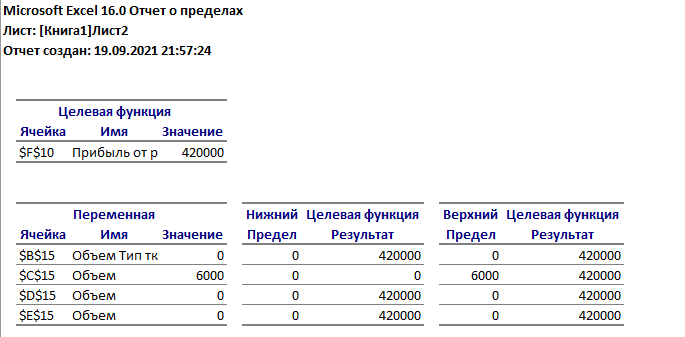 Microsoft Excel 16.0 Отчет о пределах
Лист: [Книга1]Лист2
Отчет создан: 19.09.2021 21:57:24
Целевая функция
Ячейка Имя Значение
$F$10 Прибыль от р 420000
Переменная Нижний Целевая функция Верхний Целевая функция
Ячейка Имя Значение Предел Результат Предел Результат
$B$15 Объем Тип тк 0 0 420000 0 420000
$C$15 Объем 6000 0 0 6000 420000
$D$15 Объем 0 0 420000 0 420000
$E$15 Объем 0 0 420000 0 420000